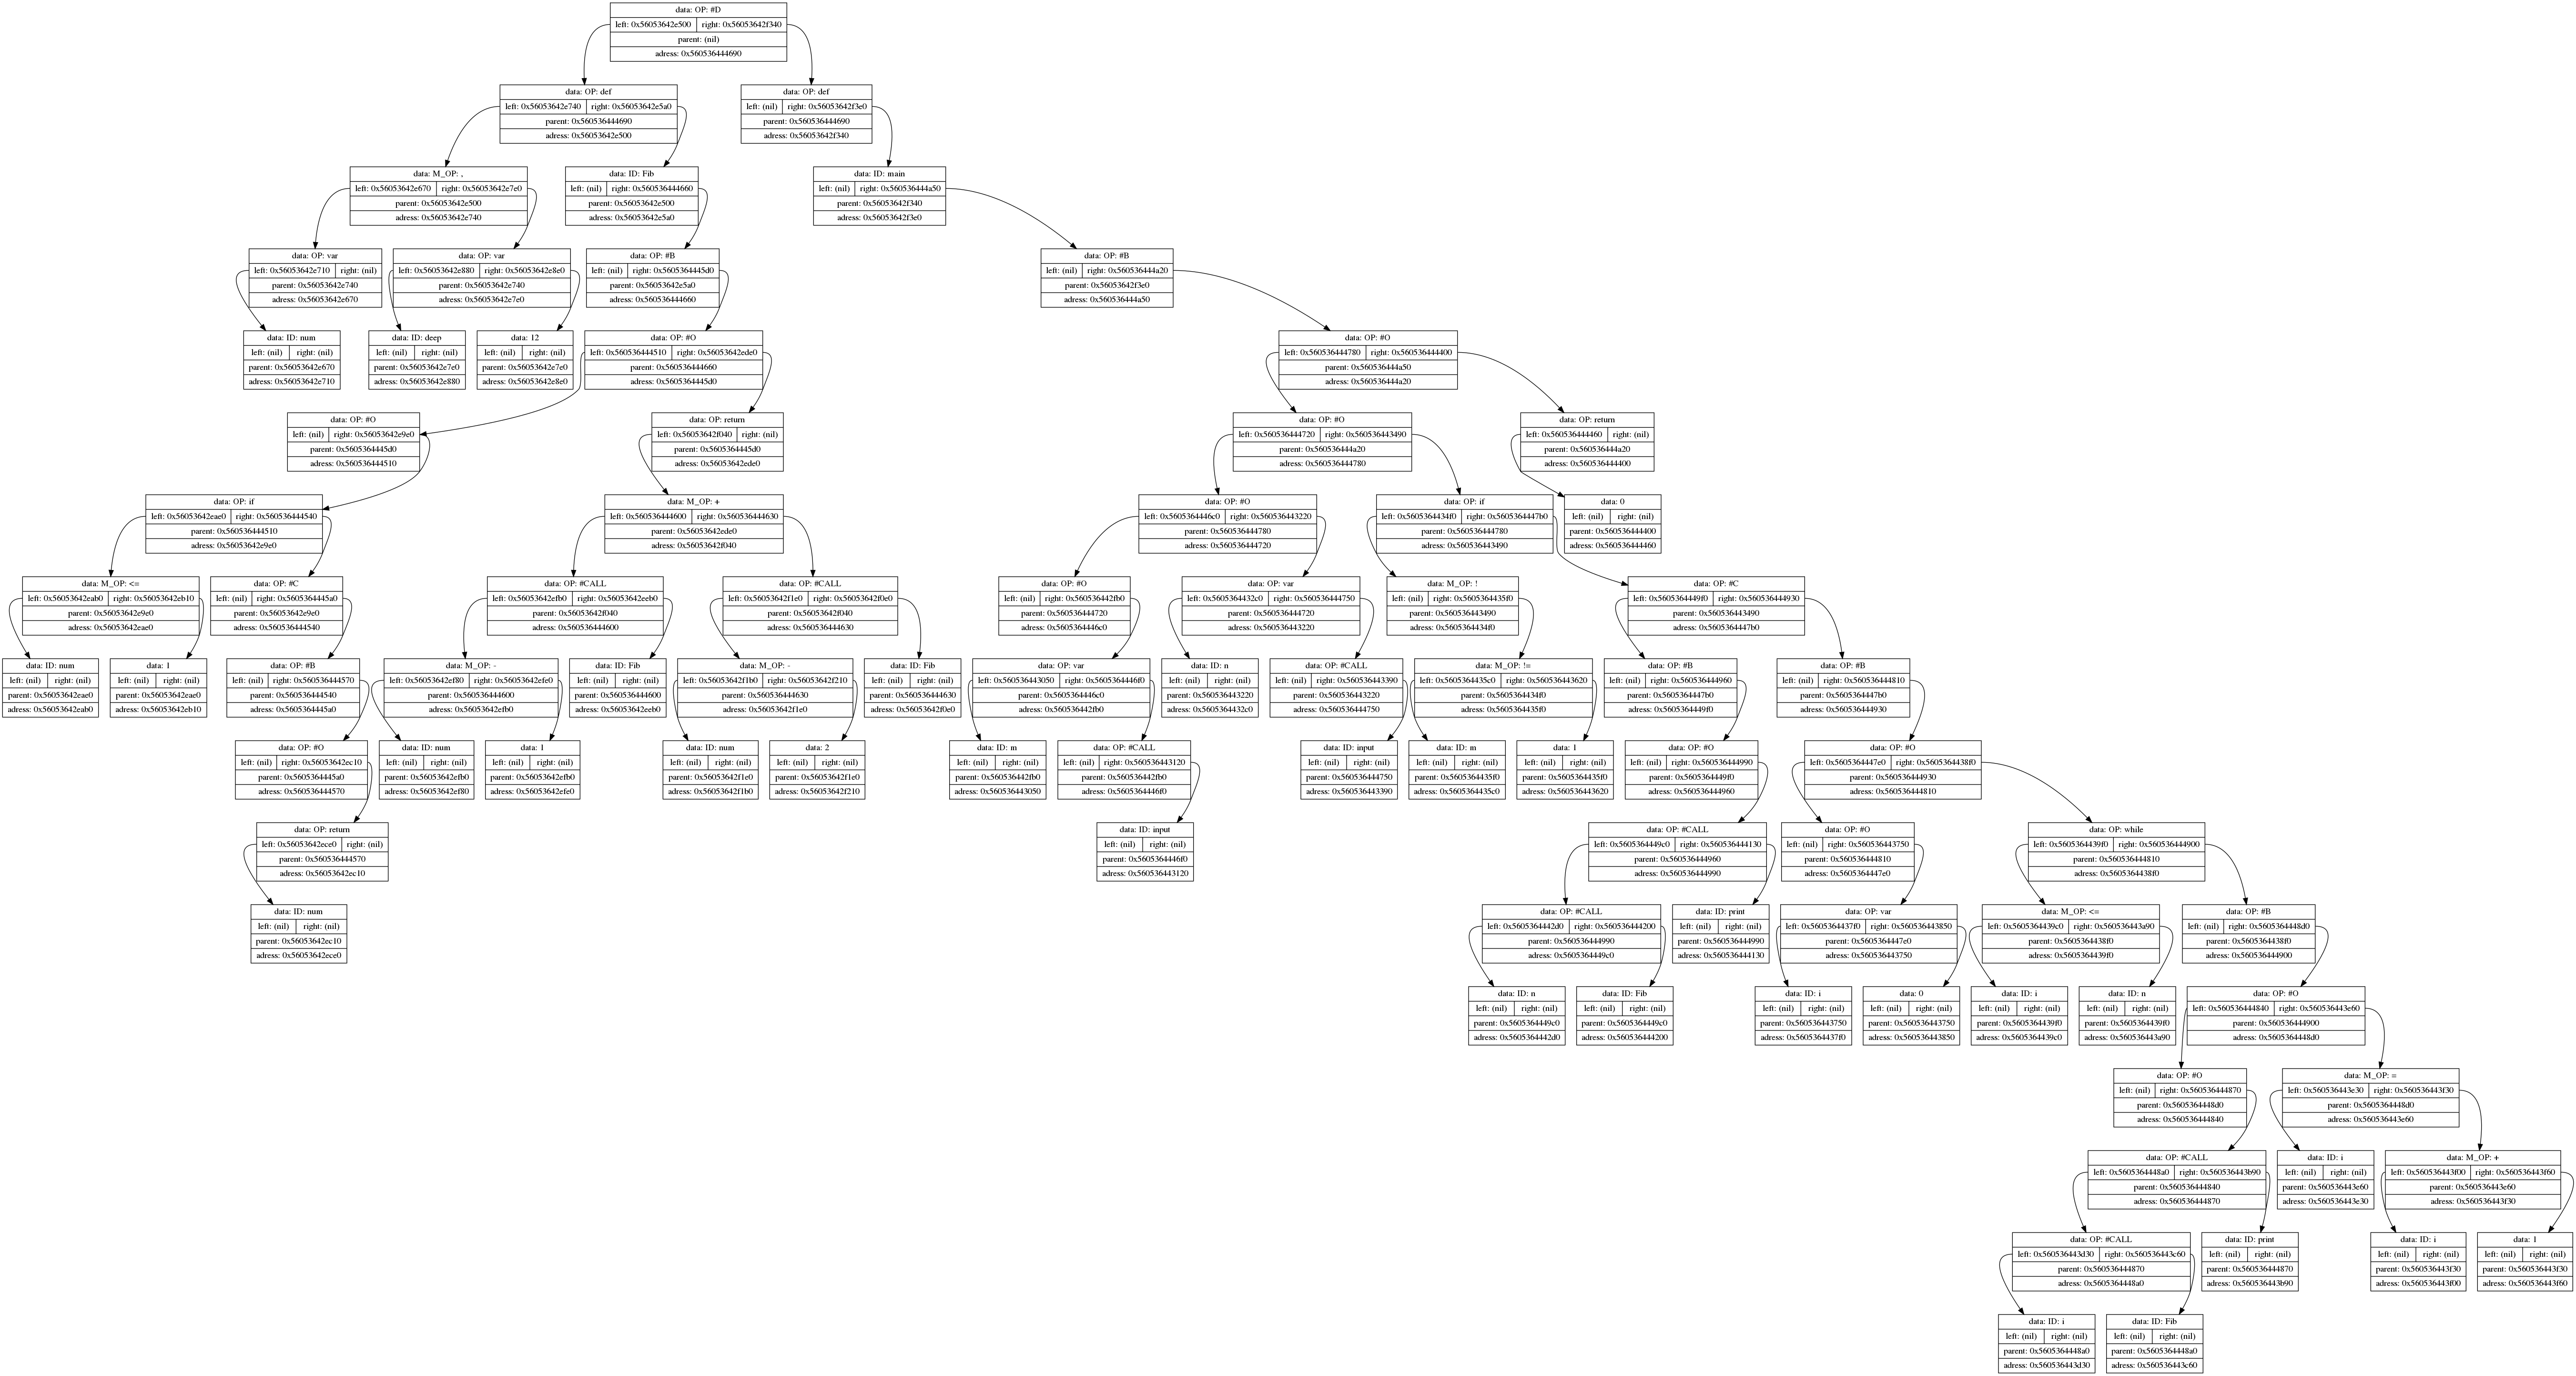 data: OP: #D
left: 0x56053642e500 right: 0x56053642f340
parent: (nil)
adress: 0x560536444690
data: OP: def
left: 0x56053642e740 right: 0x56053642e5a0
parent: 0x560536444690
adress: 0x56053642e500
data: OP: def
left: (nil) right: 0x56053642f3e0
parent: 0x560536444690
adress: 0x56053642f340
data: M_OP: ,
left: 0x56053642e670 right: 0x56053642e7e0
parent: 0x56053642e500
adress: 0x56053642e740
data: ID: Fib
left: (nil) right: 0x560536444660
parent: 0x56053642e500
adress: 0x56053642e5a0
data: ID: main
left: (nil) right: 0x560536444a50
parent: 0x56053642f340
adress: 0x56053642f3e0
data: OP: var
left: 0x56053642e710 right: (nil)
parent: 0x56053642e740
adress: 0x56053642e670
data: OP: var
left: 0x56053642e880 right: 0x56053642e8e0
parent: 0x56053642e740
adress: 0x56053642e7e0
data: OP: #B
left: (nil) right: 0x5605364445d0
parent: 0x56053642e5a0
adress: 0x560536444660
data: OP: #B
left: (nil) right: 0x560536444a20
parent: 0x56053642f3e0
adress: 0x560536444a50
data: ID: num
left: (nil) right: (nil)
parent: 0x56053642e670
adress: 0x56053642e710
data: ID: deep
left: (nil) right: (nil)
parent: 0x56053642e7e0
adress: 0x56053642e880
data: 12
left: (nil) right: (nil)
parent: 0x56053642e7e0
adress: 0x56053642e8e0
data: OP: #O
left: 0x560536444510 right: 0x56053642ede0
parent: 0x560536444660
adress: 0x5605364445d0
data: OP: #O
left: 0x560536444780 right: 0x560536444400
parent: 0x560536444a50
adress: 0x560536444a20
data: OP: #O
left: (nil) right: 0x56053642e9e0
parent: 0x5605364445d0
adress: 0x560536444510
data: OP: return
left: 0x56053642f040 right: (nil)
parent: 0x5605364445d0
adress: 0x56053642ede0
data: OP: #O
left: 0x560536444720 right: 0x560536443490
parent: 0x560536444a20
adress: 0x560536444780
data: OP: return
left: 0x560536444460 right: (nil)
parent: 0x560536444a20
adress: 0x560536444400
data: OP: if
left: 0x56053642eae0 right: 0x560536444540
parent: 0x560536444510
adress: 0x56053642e9e0
data: M_OP: +
left: 0x560536444600 right: 0x560536444630
parent: 0x56053642ede0
adress: 0x56053642f040
data: OP: #O
left: 0x5605364446c0 right: 0x560536443220
parent: 0x560536444780
adress: 0x560536444720
data: OP: if
left: 0x5605364434f0 right: 0x5605364447b0
parent: 0x560536444780
adress: 0x560536443490
data: 0
left: (nil) right: (nil)
parent: 0x560536444400
adress: 0x560536444460
data: M_OP: <=
left: 0x56053642eab0 right: 0x56053642eb10
parent: 0x56053642e9e0
adress: 0x56053642eae0
data: OP: #C
left: (nil) right: 0x5605364445a0
parent: 0x56053642e9e0
adress: 0x560536444540
data: OP: #CALL
left: 0x56053642efb0 right: 0x56053642eeb0
parent: 0x56053642f040
adress: 0x560536444600
data: OP: #CALL
left: 0x56053642f1e0 right: 0x56053642f0e0
parent: 0x56053642f040
adress: 0x560536444630
data: OP: #O
left: (nil) right: 0x560536442fb0
parent: 0x560536444720
adress: 0x5605364446c0
data: OP: var
left: 0x5605364432c0 right: 0x560536444750
parent: 0x560536444720
adress: 0x560536443220
data: M_OP: !
left: (nil) right: 0x5605364435f0
parent: 0x560536443490
adress: 0x5605364434f0
data: OP: #C
left: 0x5605364449f0 right: 0x560536444930
parent: 0x560536443490
adress: 0x5605364447b0
data: ID: num
left: (nil) right: (nil)
parent: 0x56053642eae0
adress: 0x56053642eab0
data: 1
left: (nil) right: (nil)
parent: 0x56053642eae0
adress: 0x56053642eb10
data: OP: #B
left: (nil) right: 0x560536444570
parent: 0x560536444540
adress: 0x5605364445a0
data: M_OP: -
left: 0x56053642ef80 right: 0x56053642efe0
parent: 0x560536444600
adress: 0x56053642efb0
data: ID: Fib
left: (nil) right: (nil)
parent: 0x560536444600
adress: 0x56053642eeb0
data: M_OP: -
left: 0x56053642f1b0 right: 0x56053642f210
parent: 0x560536444630
adress: 0x56053642f1e0
data: ID: Fib
left: (nil) right: (nil)
parent: 0x560536444630
adress: 0x56053642f0e0
data: OP: var
left: 0x560536443050 right: 0x5605364446f0
parent: 0x5605364446c0
adress: 0x560536442fb0
data: ID: n
left: (nil) right: (nil)
parent: 0x560536443220
adress: 0x5605364432c0
data: OP: #CALL
left: (nil) right: 0x560536443390
parent: 0x560536443220
adress: 0x560536444750
data: M_OP: !=
left: 0x5605364435c0 right: 0x560536443620
parent: 0x5605364434f0
adress: 0x5605364435f0
data: OP: #B
left: (nil) right: 0x560536444960
parent: 0x5605364447b0
adress: 0x5605364449f0
data: OP: #B
left: (nil) right: 0x560536444810
parent: 0x5605364447b0
adress: 0x560536444930
data: OP: #O
left: (nil) right: 0x56053642ec10
parent: 0x5605364445a0
adress: 0x560536444570
data: ID: num
left: (nil) right: (nil)
parent: 0x56053642efb0
adress: 0x56053642ef80
data: 1
left: (nil) right: (nil)
parent: 0x56053642efb0
adress: 0x56053642efe0
data: ID: num
left: (nil) right: (nil)
parent: 0x56053642f1e0
adress: 0x56053642f1b0
data: 2
left: (nil) right: (nil)
parent: 0x56053642f1e0
adress: 0x56053642f210
data: ID: m
left: (nil) right: (nil)
parent: 0x560536442fb0
adress: 0x560536443050
data: OP: #CALL
left: (nil) right: 0x560536443120
parent: 0x560536442fb0
adress: 0x5605364446f0
data: ID: input
left: (nil) right: (nil)
parent: 0x560536444750
adress: 0x560536443390
data: ID: m
left: (nil) right: (nil)
parent: 0x5605364435f0
adress: 0x5605364435c0
data: 1
left: (nil) right: (nil)
parent: 0x5605364435f0
adress: 0x560536443620
data: OP: #O
left: (nil) right: 0x560536444990
parent: 0x5605364449f0
adress: 0x560536444960
data: OP: #O
left: 0x5605364447e0 right: 0x5605364438f0
parent: 0x560536444930
adress: 0x560536444810
data: OP: return
left: 0x56053642ece0 right: (nil)
parent: 0x560536444570
adress: 0x56053642ec10
data: ID: input
left: (nil) right: (nil)
parent: 0x5605364446f0
adress: 0x560536443120
data: OP: #CALL
left: 0x5605364449c0 right: 0x560536444130
parent: 0x560536444960
adress: 0x560536444990
data: OP: #O
left: (nil) right: 0x560536443750
parent: 0x560536444810
adress: 0x5605364447e0
data: OP: while
left: 0x5605364439f0 right: 0x560536444900
parent: 0x560536444810
adress: 0x5605364438f0
data: ID: num
left: (nil) right: (nil)
parent: 0x56053642ec10
adress: 0x56053642ece0
data: OP: #CALL
left: 0x5605364442d0 right: 0x560536444200
parent: 0x560536444990
adress: 0x5605364449c0
data: ID: print
left: (nil) right: (nil)
parent: 0x560536444990
adress: 0x560536444130
data: OP: var
left: 0x5605364437f0 right: 0x560536443850
parent: 0x5605364447e0
adress: 0x560536443750
data: M_OP: <=
left: 0x5605364439c0 right: 0x560536443a90
parent: 0x5605364438f0
adress: 0x5605364439f0
data: OP: #B
left: (nil) right: 0x5605364448d0
parent: 0x5605364438f0
adress: 0x560536444900
data: ID: n
left: (nil) right: (nil)
parent: 0x5605364449c0
adress: 0x5605364442d0
data: ID: Fib
left: (nil) right: (nil)
parent: 0x5605364449c0
adress: 0x560536444200
data: ID: i
left: (nil) right: (nil)
parent: 0x560536443750
adress: 0x5605364437f0
data: 0
left: (nil) right: (nil)
parent: 0x560536443750
adress: 0x560536443850
data: ID: i
left: (nil) right: (nil)
parent: 0x5605364439f0
adress: 0x5605364439c0
data: ID: n
left: (nil) right: (nil)
parent: 0x5605364439f0
adress: 0x560536443a90
data: OP: #O
left: 0x560536444840 right: 0x560536443e60
parent: 0x560536444900
adress: 0x5605364448d0
data: OP: #O
left: (nil) right: 0x560536444870
parent: 0x5605364448d0
adress: 0x560536444840
data: M_OP: =
left: 0x560536443e30 right: 0x560536443f30
parent: 0x5605364448d0
adress: 0x560536443e60
data: OP: #CALL
left: 0x5605364448a0 right: 0x560536443b90
parent: 0x560536444840
adress: 0x560536444870
data: ID: i
left: (nil) right: (nil)
parent: 0x560536443e60
adress: 0x560536443e30
data: M_OP: +
left: 0x560536443f00 right: 0x560536443f60
parent: 0x560536443e60
adress: 0x560536443f30
data: OP: #CALL
left: 0x560536443d30 right: 0x560536443c60
parent: 0x560536444870
adress: 0x5605364448a0
data: ID: print
left: (nil) right: (nil)
parent: 0x560536444870
adress: 0x560536443b90
data: ID: i
left: (nil) right: (nil)
parent: 0x560536443f30
adress: 0x560536443f00
data: 1
left: (nil) right: (nil)
parent: 0x560536443f30
adress: 0x560536443f60
data: ID: i
left: (nil) right: (nil)
parent: 0x5605364448a0
adress: 0x560536443d30
data: ID: Fib
left: (nil) right: (nil)
parent: 0x5605364448a0
adress: 0x560536443c60